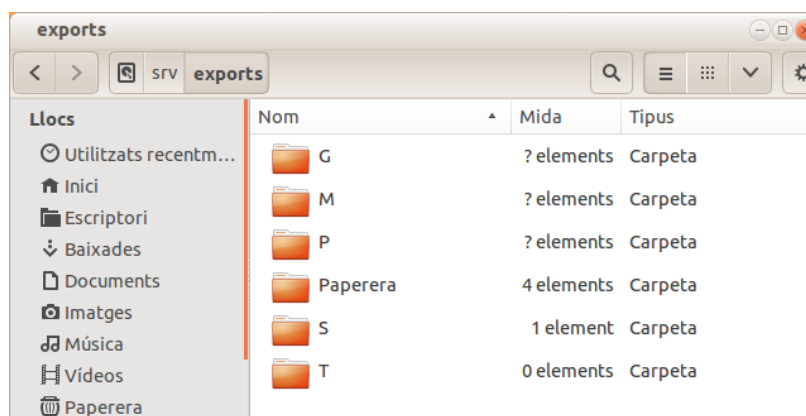 exports
srv exports
Llocs
Utilitzats recentm...
Inici
Escriptori
Baixades
Documents
Imatges
Música
Vídeos
Paperera
Nom Mida Tipus
G ? elements Carpeta
M ? elements Carpeta
P ? elements Carpeta
Paperera 4 elements Carpeta
S 1 element Carpeta
T 0 elements Carpeta